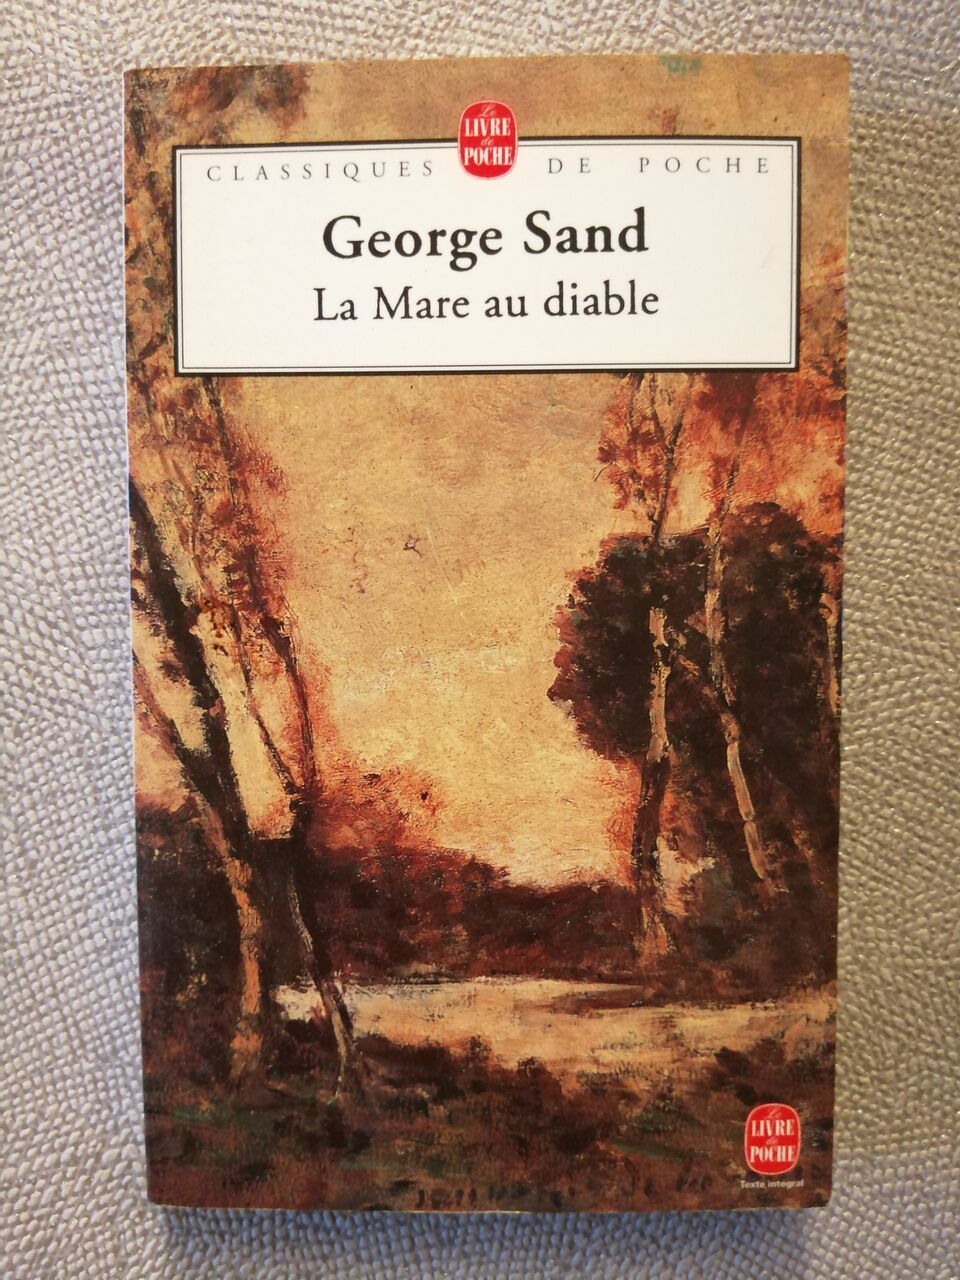 Le
LIVRE
de
POCHE
CLASSIQUES DE POCHE
George Sand
La Mare au diable
Le
LIVRE
de
POCHE
Texte intégral